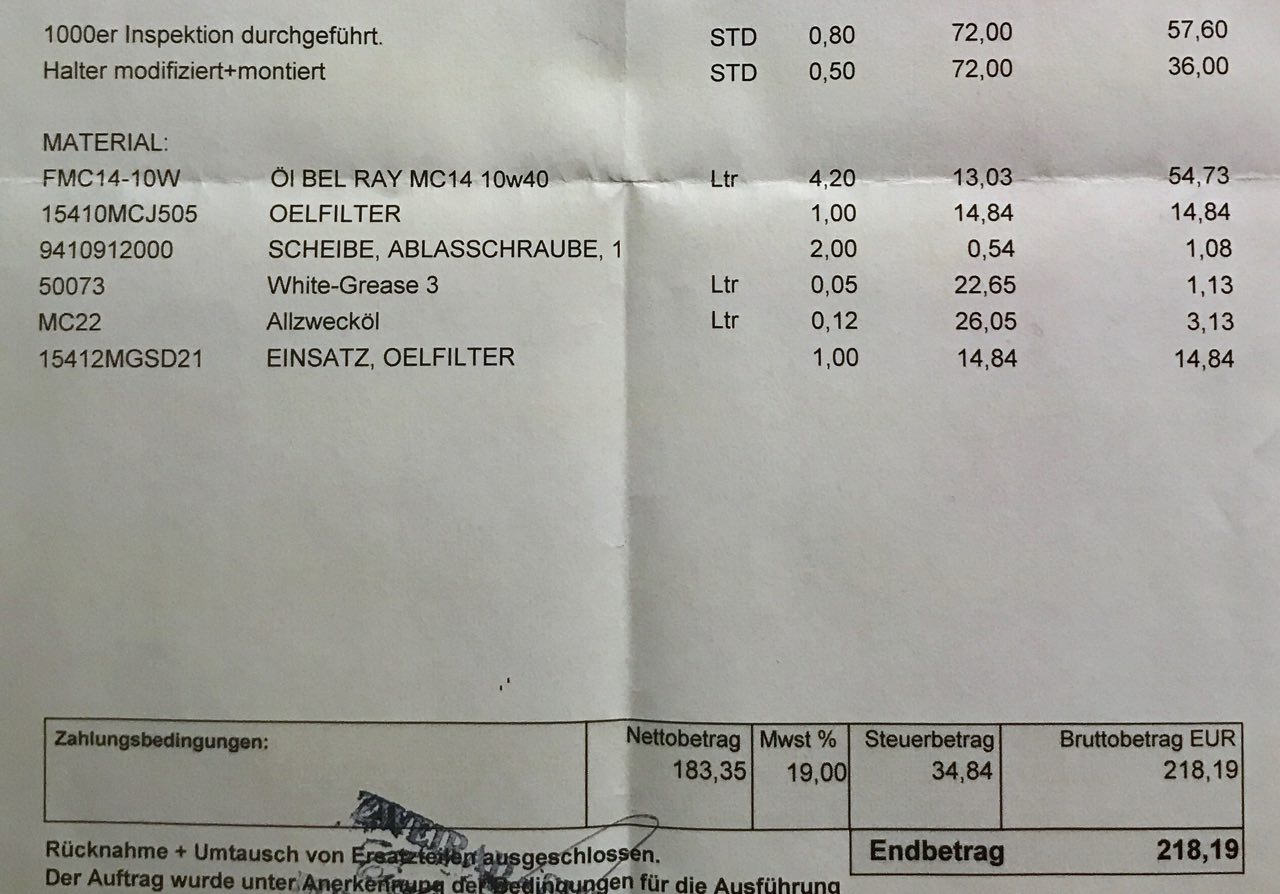 1000er Inspektion durchgeführt. STD 0,80 72,00 57,60
Halter modifiziert+montiert STD 0,50 72,00 36,00
MATERIAL:
FMC14-10W Öl BEL RAY MC14 10w40 Ltr 4,20 13,03 54,73
15410MCJ505 OELFILTER 1,00 14,84 14,84
9410912000 SCHEIBE, ABLASSCHRAUBE, 1 2,00 0,54 1,08
50073 White-Grease 3 Ltr 0,05 22,65 1,13
MC22 Allzwecköl Ltr 0,12 26,05 3,13
15412MGSD21 EINSATZ, OELFILTER 1,00 14,84 14,84
Zahlungsbedingungen: Nettobetrag Mwst % Steuerbetrag Bruttobetrag EUR
183,35 19,00 34,84 218,19
Endbetrag 218,19
Rücknahme + Umtausch von Ersatzteilen ausgeschlossen.
Der Auftrag wurde unter Anerkennung der Bedingungen für die Ausführung